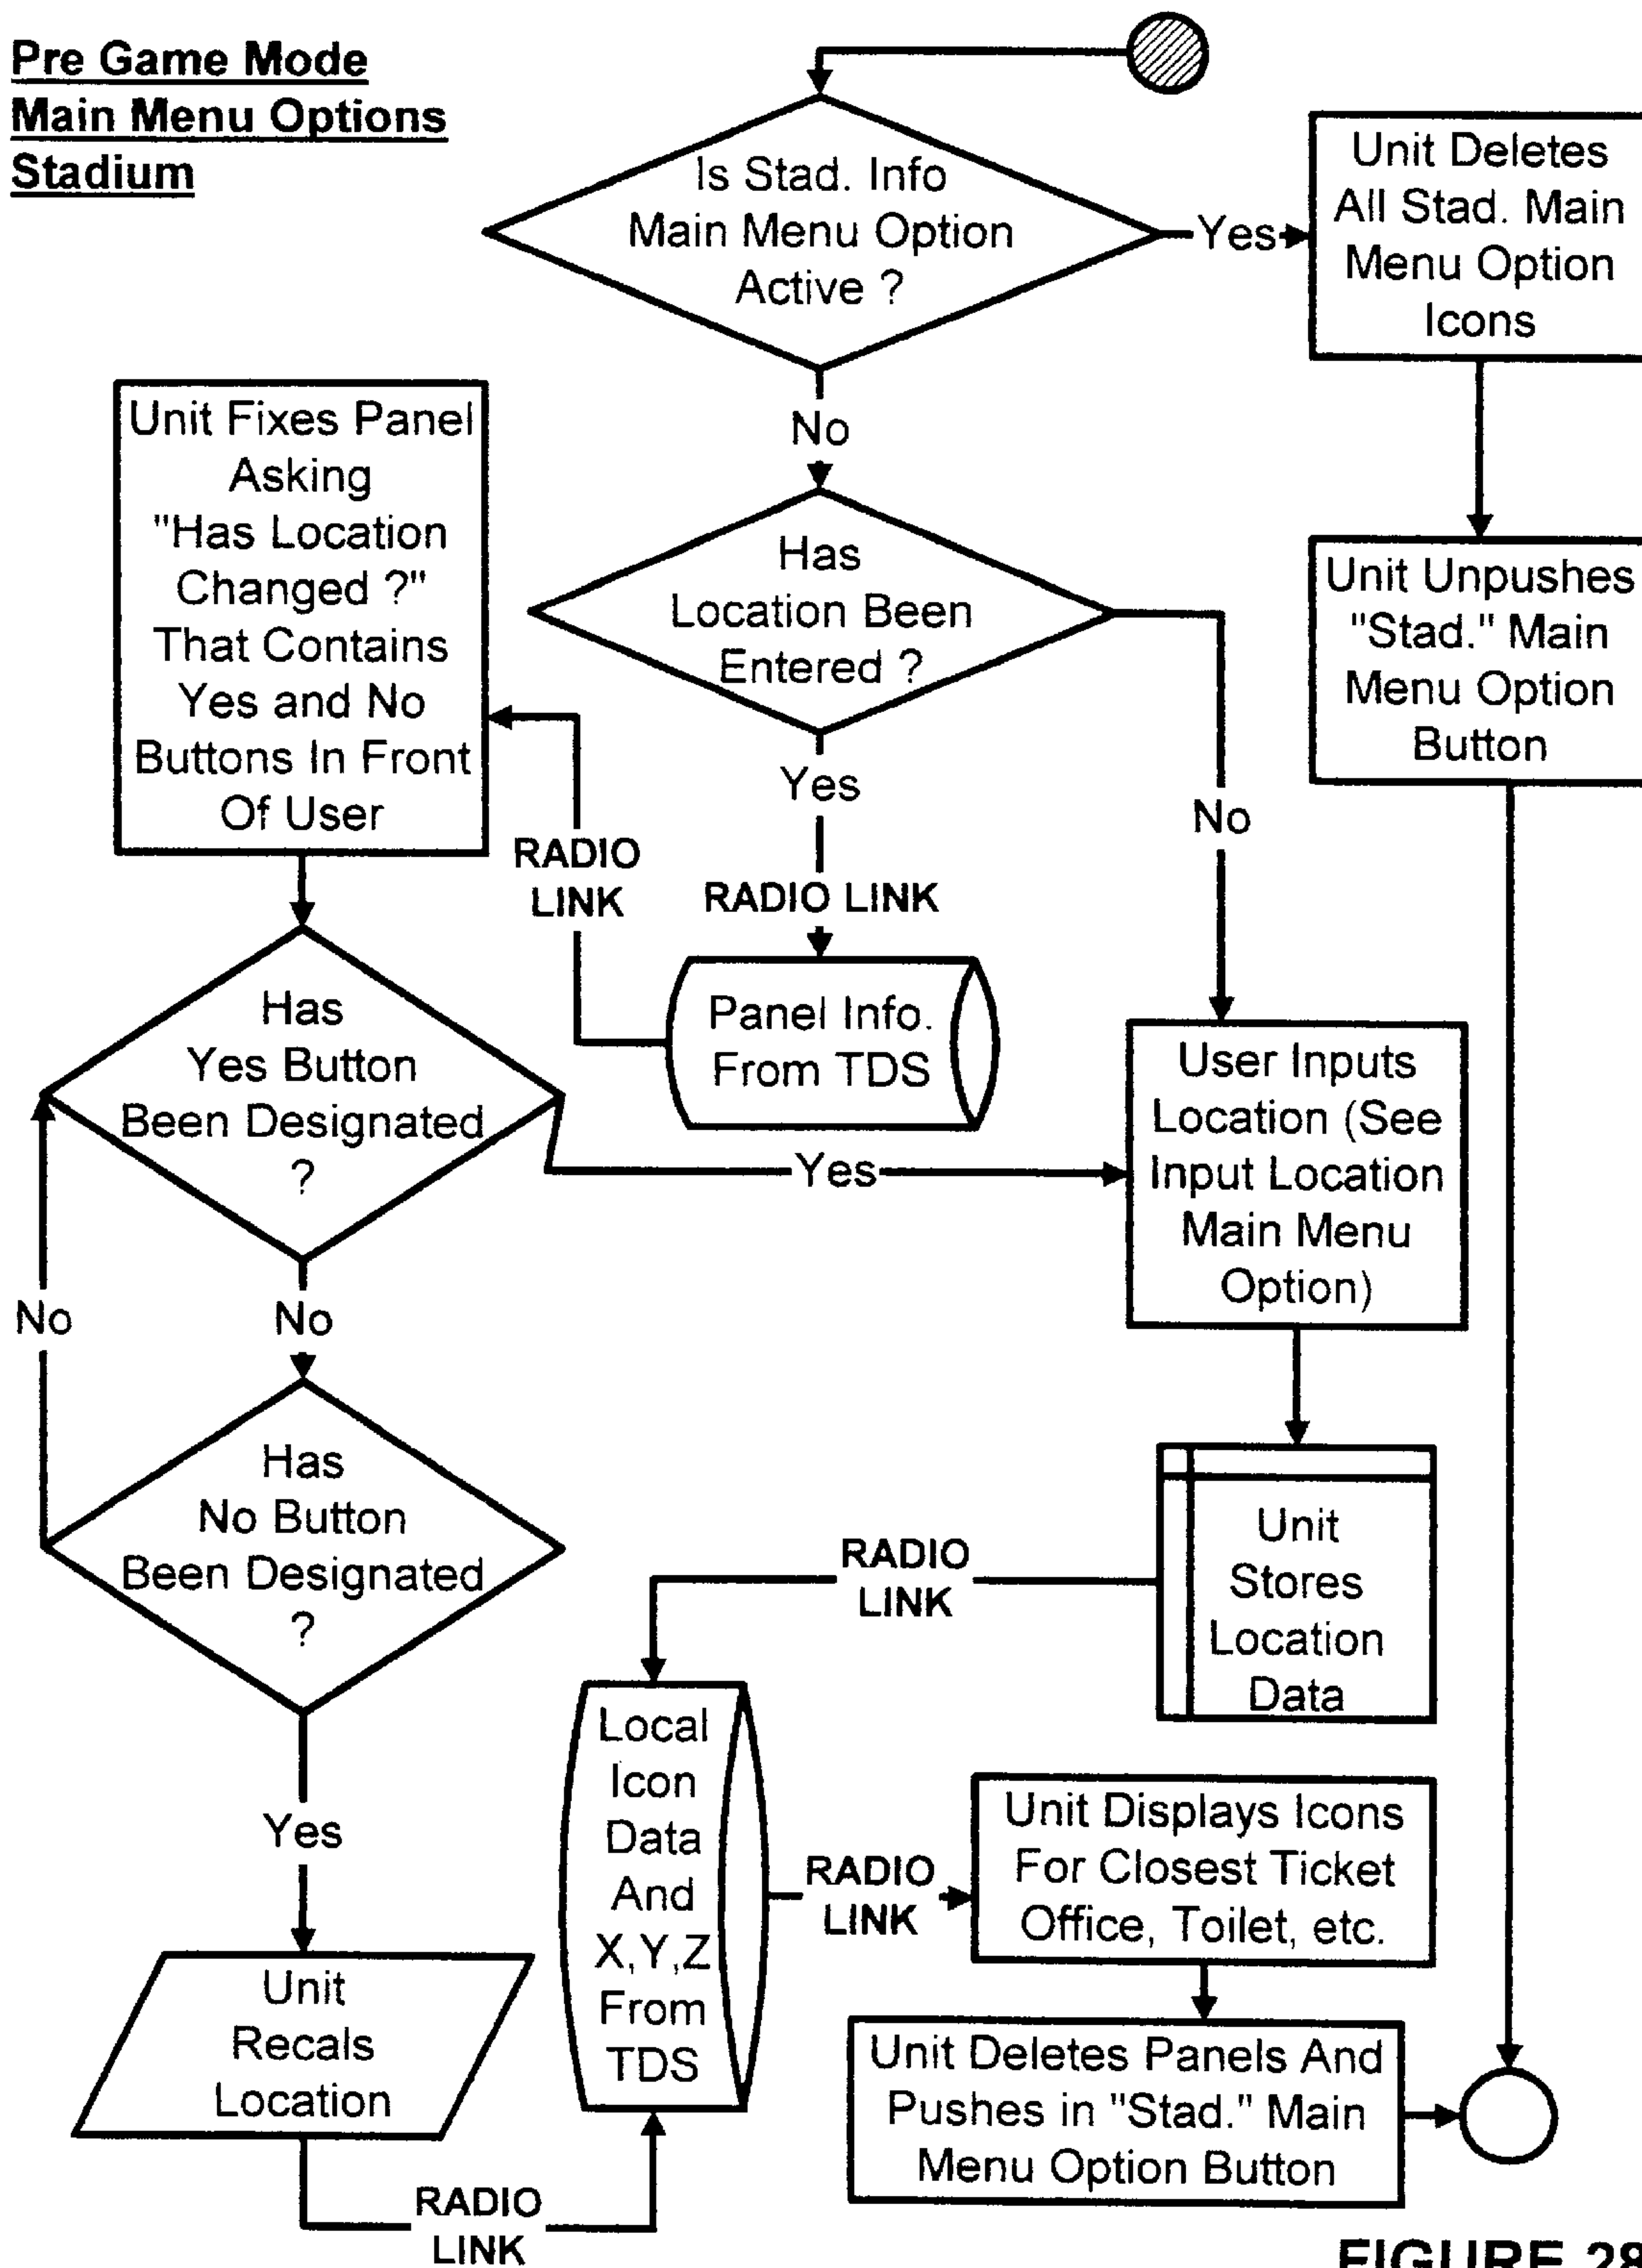 Pre Game Mode
Main Menu Options
Stadium
Is Stad. Info
Main Menu Option
Active ?
Yes
Unit Deletes
All Stad. Main
Menu Option
Icons
No
Unit Unpushes
"Stad." Main
Menu Option
Button
Has
Location Been
Entered ?
Yes
RADIO LINK
No
Panel Info.
From TDS
RADIO
LINK
Unit Fixes Panel
Asking
"Has Location
Changed ?"
That Contains
Yes and No
Buttons In Front
Of User
Has
Yes Button
Been Designated
?
Yes
No
No
User Inputs
Location (See
Input Location
Main Menu
Option)
Has
No Button
Been Designated
?
Yes
Unit
Stores
Location
Data
RADIO
LINK
Unit
Recals
Location
RADIO
LINK
Local
Icon
Data
And
X,Y,Z
From
TDS
RADIO
LINK
Unit Displays Icons
For Closest Ticket
Office, Toilet, etc.
Unit Deletes Panels And
Pushes in "Stad." Main
Menu Option Button
FIGURE 28